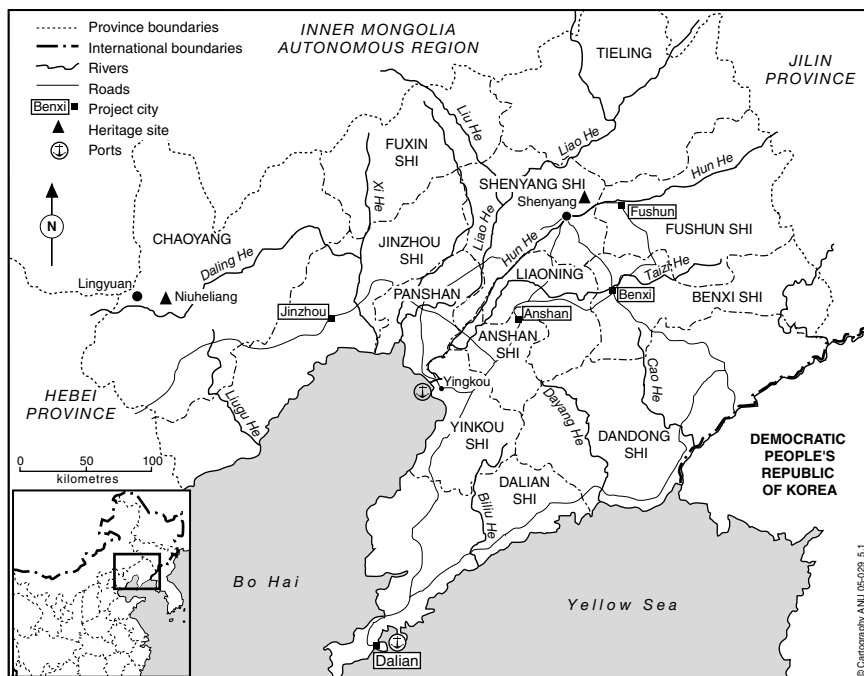 Province boundaries
International boundaries
Rivers
Roads
Benxi
Project city
Heritage site
Ports
N
INNER MONGOLIA
AUTONOMOUS REGION
TIELING
JILIN
PROVINCE
Liu He
Liao He
FUXIN
SHI
Hun He
Xi He
SHENYANG SHI
Shenyang
Fushun
FUSHUN SHI
CHAOYANG
Daling He
JINZHOU
SHI
Liao He
Hun He
LIAONING
Taizi He
Lingyuan
Niuheliang
PANSHAN
Benxi
BENXI SHI
Jinzhou
Anshan
ANSHAN
SHI
Cao He
HEBEI
PROVINCE
Liugu He
Yingkou
Dayang He
YINKOU
SHI
DANDONG
SHI
DEMOCRATIC
PEOPLE'S
REPUBLIC
OF KOREA
0 50 100
kilometres
DALIAN
SHI
Biliu He
Bo Hai
Yellow Sea
Dalian
© Cartography ANU 05-029_5.1